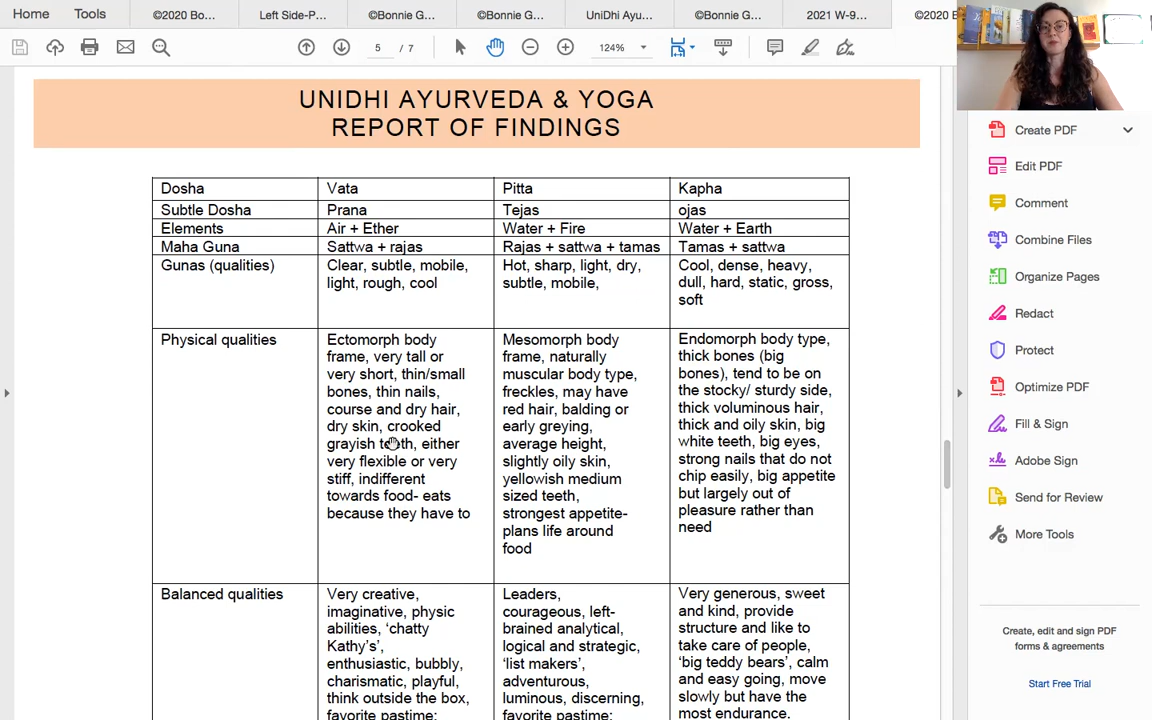 Home
Tools
©2020 Bo...
Left Side-P...
©Bonnie G...
©Bonnie G...
UniDhi Ayu...
©Bonnie G...
2021 W-9...
©2020 B
5 / 7
124%
UNIDHI AYURVEDA & YOGA
REPORT OF FINDINGS
Dosha
Vata
Pitta
Kapha
Subtle Dosha
Prana
Tejas
ojas
Elements
Air + Ether
Water + Fire
Water + Earth
Maha Guna
Sattwa + rajas
Rajas + sattwa + tamas
Tamas + sattwa
Gunas (qualities)
Clear, subtle, mobile,
light, rough, cool
Hot, sharp, light, dry,
subtle, mobile,
Cool, dense, heavy,
dull, hard, static, gross,
soft
Physical qualities
Ectomorph body
frame, very tall or
very short, thin/small
bones, thin nails,
course and dry hair,
dry skin, crooked
grayish teeth, either
very flexible or very
stiff, indifferent
towards food- eats
because they have to
Mesomorph body
frame, naturally
muscular body type,
freckles, may have
red hair, balding or
early greying,
average height,
slightly oily skin,
yellowish medium
sized teeth,
strongest appetite-
plans life around
food
Endomorph body type,
thick bones (big
bones), tend to be on
the stocky/ sturdy side,
thick voluminous hair,
thick and oily skin, big
white teeth, big eyes,
strong nails that do not
chip easily, big appetite
but largely out of
pleasure rather than
need
Balanced qualities
Very creative,
imaginative, physic
abilities, ‘chatty
Kathy’s’,
enthusiastic, bubbly,
charismatic, playful,
think outside the box,
favorite pastime:
Leaders,
courageous, left-
brained analytical,
logical and strategic,
‘list makers’,
adventurous,
luminous, discerning,
favorite pastime:
Very generous, sweet
and kind, provide
structure and like to
take care of people,
‘big teddy bears’, calm
and easy going, move
slowly but have the
most endurance.
Create PDF
Edit PDF
Comment
Combine Files
Organize Pages
Redact
Protect
Optimize PDF
Fill & Sign
Adobe Sign
Send for Review
More Tools
Create, edit and sign PDF
forms & agreements
Start Free Trial